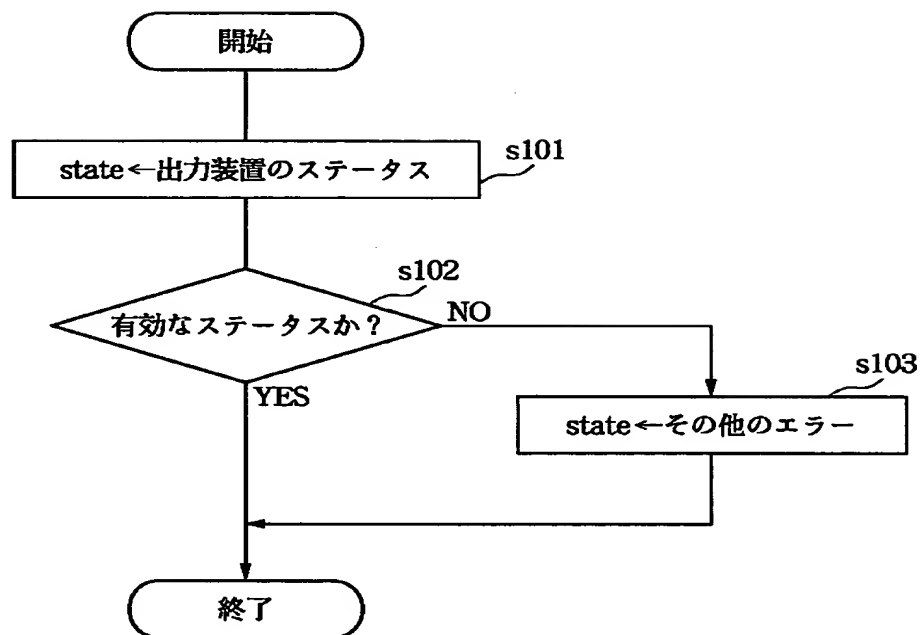 開始
state←出力装置のステータス
s101
s102
有効なステータスか？
NO
YES
s103
state←その他のエラー
終了